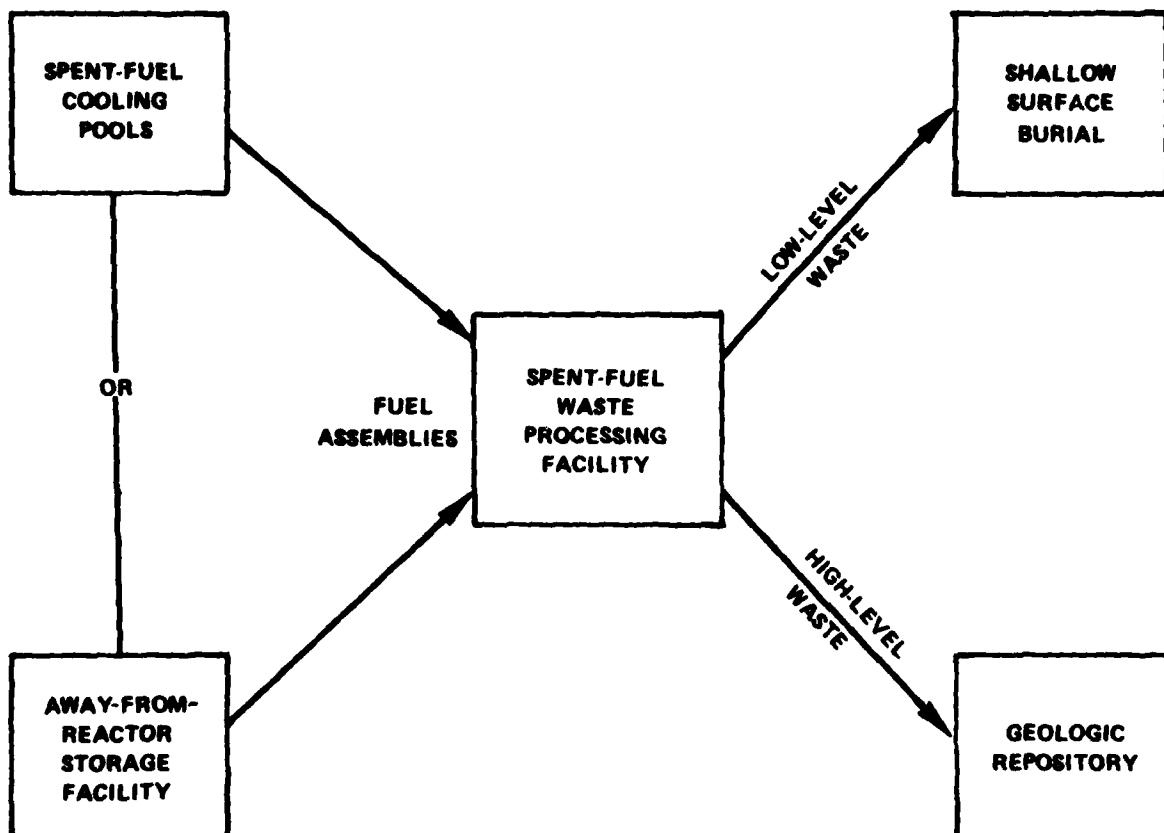 SPENT-FUEL
COOLING
POOLS
SHALLOW
SURFACE
BURIAL
LOW-LEVEL
WASTE
OR
FUEL
ASSEMBLIES
SPENT-FUEL
WASTE
PROCESSING
FACILITY
HIGH-LEVEL
WASTE
AWAY-FROM-
REACTOR
STORAGE
FACILITY
GEOLOGIC
REPOSITORY